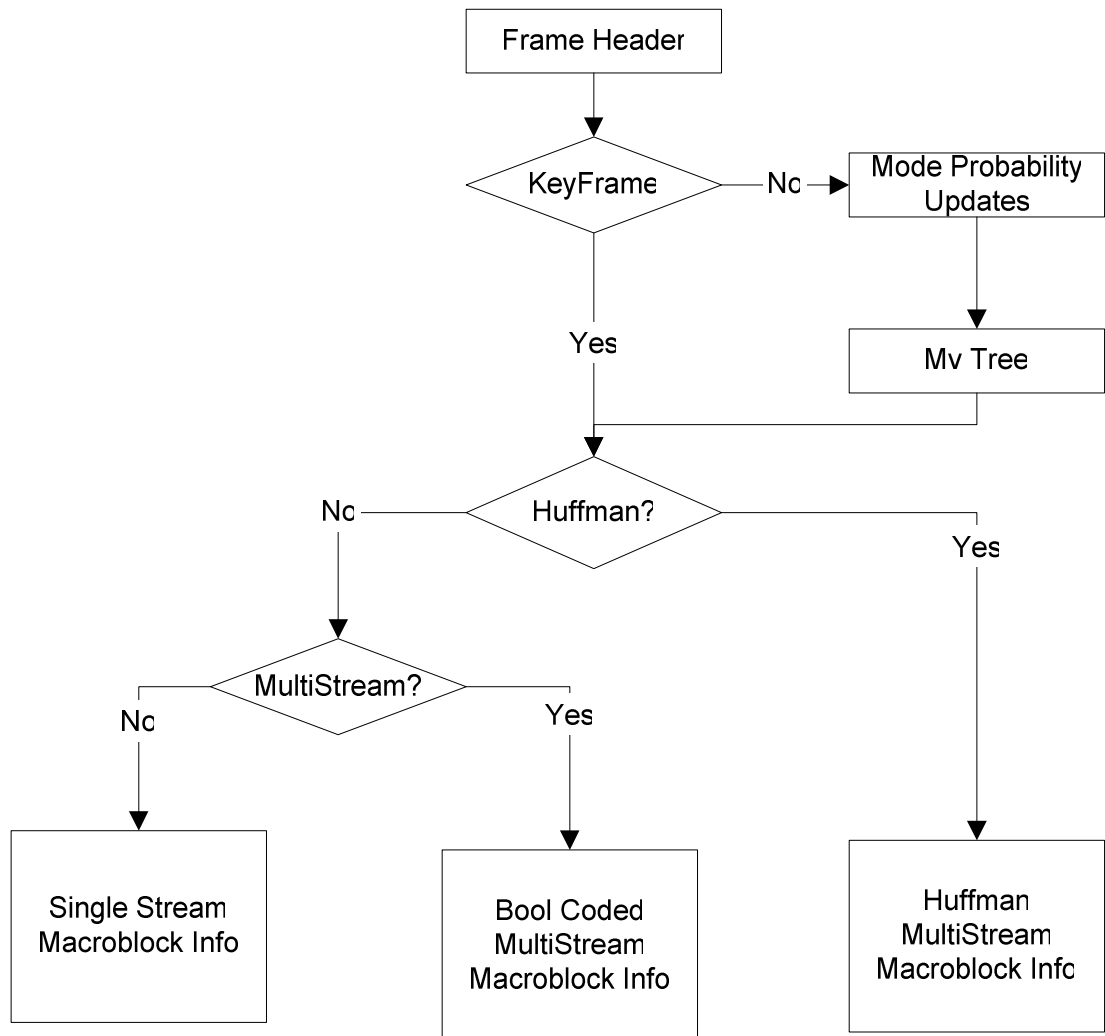 Frame Header
KeyFrame
No
Mode Probability
Updates
Yes
Mv Tree
Huffman?
No
Yes
MultiStream?
No
Yes
Single Stream
Macroblock Info
Bool Coded
MultiStream
Macroblock Info
Huffman
MultiStream
Macroblock Info